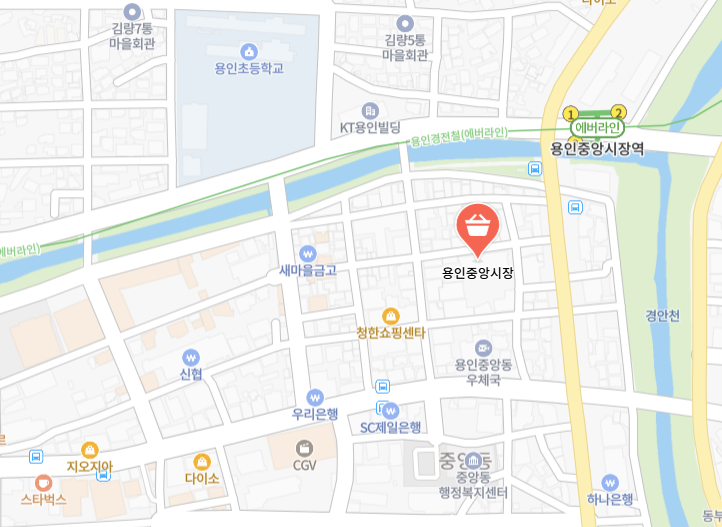 다이소
김량7통
마을회관
김량5통
마을회관
용인초등학교
KT용인빌딩
1
2
에버라인
용인경전철(에버라인)
용인중앙시장역
에버라인)
용인중앙시장
새마을금고
경안천
청한쇼핑센타
용인중앙동
우체국
신협
우리은행
SC제일은행
지오지아
CGV
다이소
중앙동
중앙동
행정복지센터
스타벅스
하나은행
동부